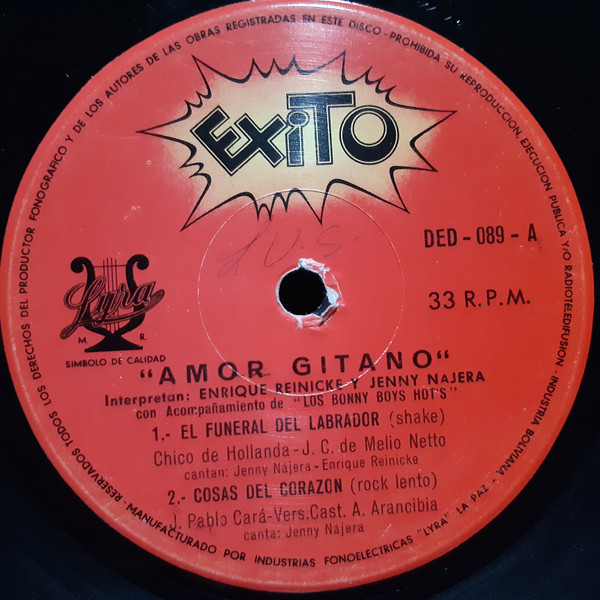 RESERVADOS TODOS LOS DERECHOS DEL PRODUCTOR FONOGRAFICO Y DE LOS AUTORES DE LAS OBRAS REGISTRADAS EN ESTE DISCO - PROHIBIDA SU REPRODUCCION, EJECUCION PUBLICA Y/O RADIOTELEDIFUSION - INDUSTRIA BOLIVIANA
EXiTO
L.U.S.
DED - 089 - A
33 R.P.M.
Lyra
M. R.
SIMBOLO DE CALIDAD
"AMOR GITANO"
Interpretan: ENRIQUE REINICKE Y JENNY NAJERA
con Acompañamiento de "LOS BONNY BOYS HOT'S"
1.- EL FUNERAL DEL LABRADOR (shake)
Chico de Hollanda - J. C. de Melio Netto
cantan: Jenny Nájera - Enrique Reinicke
2.- COSAS DEL CORAZON (rock lento)
J. Pablo Cará-Vers.Cast. A. Arancibia
canta: Jenny Nájera
MANUFACTURADO POR INDUSTRIAS FONOELECTRICAS "LYRA" LA PAZ -